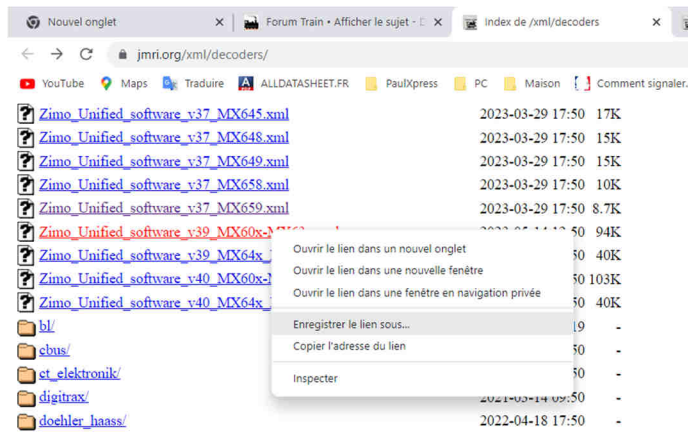 Nouvel onglet × Forum Train • Afficher le sujet - × Index de /xml/decoders ×
jmri.org/xml/decoders/
YouTube Maps Traduire ALLDATASHEET.FR PaulXpress PC Maison Comment signaler.
Zimo_Unified_software_v37_MX645.xml 2023-03-29 17:50 17K
Zimo_Unified_software_v37_MX648.xml 2023-03-29 17:50 15K
Zimo_Unified_software_v37_MX649.xml 2023-03-29 17:50 15K
Zimo_Unified_software_v37_MX658.xml 2023-03-29 17:50 10K
Zimo_Unified_software_v37_MX659.xml 2023-03-29 17:50 8.7K
Zimo_Unified_software_v39_MX60x- 50 94K
Ouvrir le lien dans un nouvel onglet
Zimo_Unified_software_v39_MX64x_ 50 40K
Ouvrir le lien dans une nouvelle fenêtre
Zimo_Unified_software_v40_MX60x- 50 103K
Ouvrir le lien dans une fenêtre en navigation privée
Zimo_Unified_software_v40_MX64x_ 50 40K
bl/ 19 -
Enregistrer le lien sous...
cbus/ 50 -
Copier l'adresse du lien
ct_elektronik/ 50 -
Inspecter
digitrax/ 2021-03-14 09:50 -
doehler_haass/ 2022-04-18 17:50 -